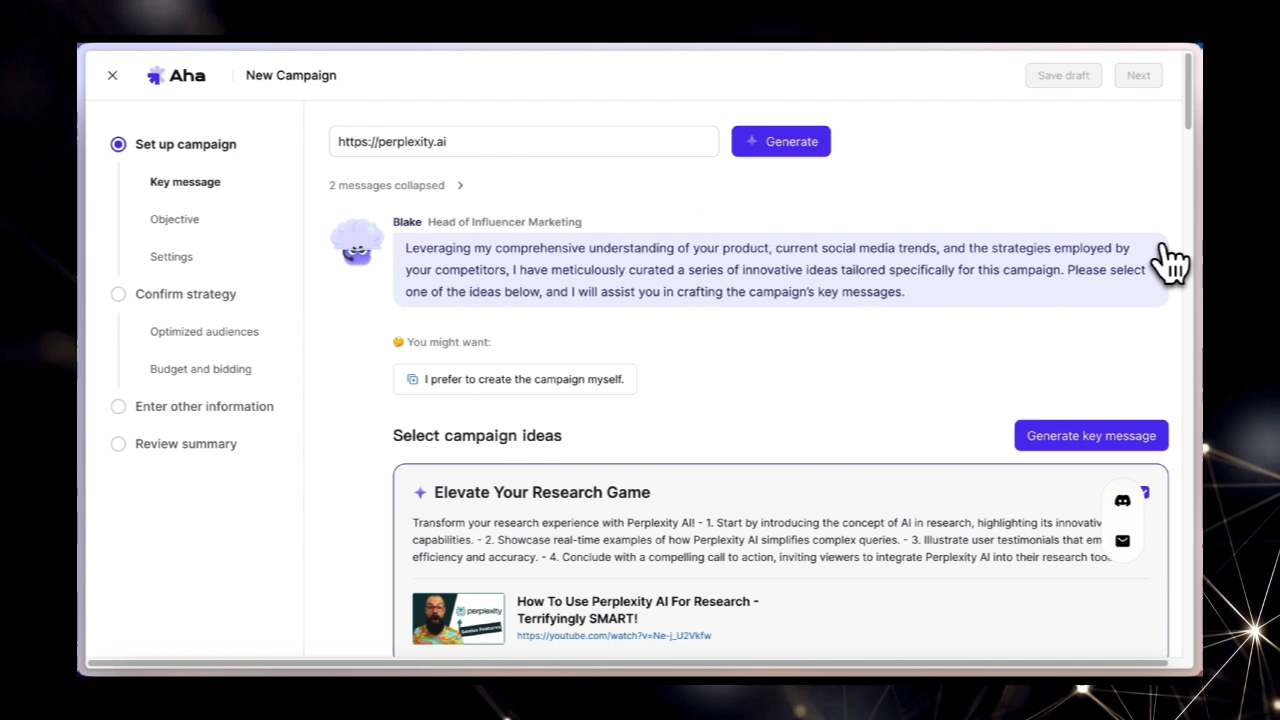 Aha
New Campaign
Save draft
Next
Set up campaign
Key message
Objective
Settings
Confirm strategy
Optimized audiences
Budget and bidding
Enter other information
Review summary
https://perplexity.ai
Generate
2 messages collapsed
Blake Head of Influencer Marketing
Leveraging my comprehensive understanding of your product, current social media trends, and the strategies employed by
your competitors, I have meticulously curated a series of innovative ideas tailored specifically for this campaign. Please select
one of the ideas below, and I will assist you in crafting the campaign's key messages.
You might want:
I prefer to create the campaign myself.
Select campaign ideas
Generate key message
Elevate Your Research Game
Transform your research experience with Perplexity AI! - 1. Start by introducing the concept of AI in research, highlighting its
capabilities. - 2. Showcase real-time examples of how Perplexity AI simplifies complex queries. - 3. Illustrate user testimonials that
efficiency and accuracy. - 4. Conclude with a compelling call to action, inviting viewers to integrate Perplexity AI into their research
perplexity
Genius Features
How To Use Perplexity AI For Research -
Terrifyingly SMART!
https://youtube.com/watch?v=Ne-j_U2Vkfw